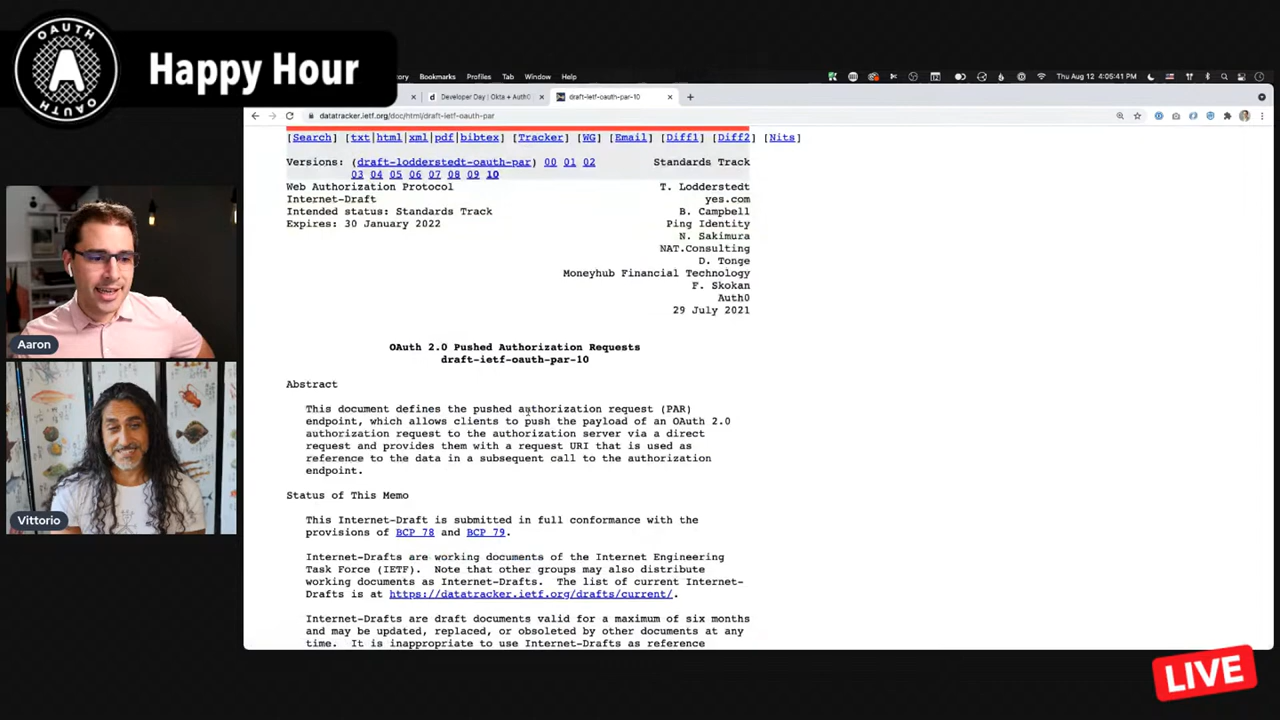 OAUTH
A
OAUTH
Happy Hour
Bookmarks Profiles Tab Window Help
Thu Aug 12 4:05:41 PM
Developer Day | Okta + Auth0
draft-ietf-oauth-par-10
datatracker.ietf.org/doc/html/draft-ietf-oauth-par
[Search] [txt|html|xml|pdf|bibtex] [Tracker] [WG] [Email] [Diff1] [Diff2] [Nits]
Versions: (draft-lodderstedt-oauth-par) 00 01 02 Standards Track
03 04 05 06 07 08 09 10
Web Authorization Protocol T. Lodderstedt
Internet-Draft yes.com
Intended status: Standards Track B. Campbell
Expires: 30 January 2022 Ping Identity
N. Sakimura
NAT.Consulting
D. Tonge
Moneyhub Financial Technology
F. Skokan
Auth0
29 July 2021
OAuth 2.0 Pushed Authorization Requests
draft-ietf-oauth-par-10
Abstract
This document defines the pushed authorization request (PAR)
endpoint, which allows clients to push the payload of an OAuth 2.0
authorization request to the authorization server via a direct
request and provides them with a request URI that is used as
reference to the data in a subsequent call to the authorization
endpoint.
Status of This Memo
This Internet-Draft is submitted in full conformance with the
provisions of BCP 78 and BCP 79.
Internet-Drafts are working documents of the Internet Engineering
Task Force (IETF). Note that other groups may also distribute
working documents as Internet-Drafts. The list of current Internet-
Drafts is at https://datatracker.ietf.org/drafts/current/.
Internet-Drafts are draft documents valid for a maximum of six months
and may be updated, replaced, or obsoleted by other documents at any
time. It is inappropriate to use Internet-Drafts as reference
Aaron
Vittorio
LIVE